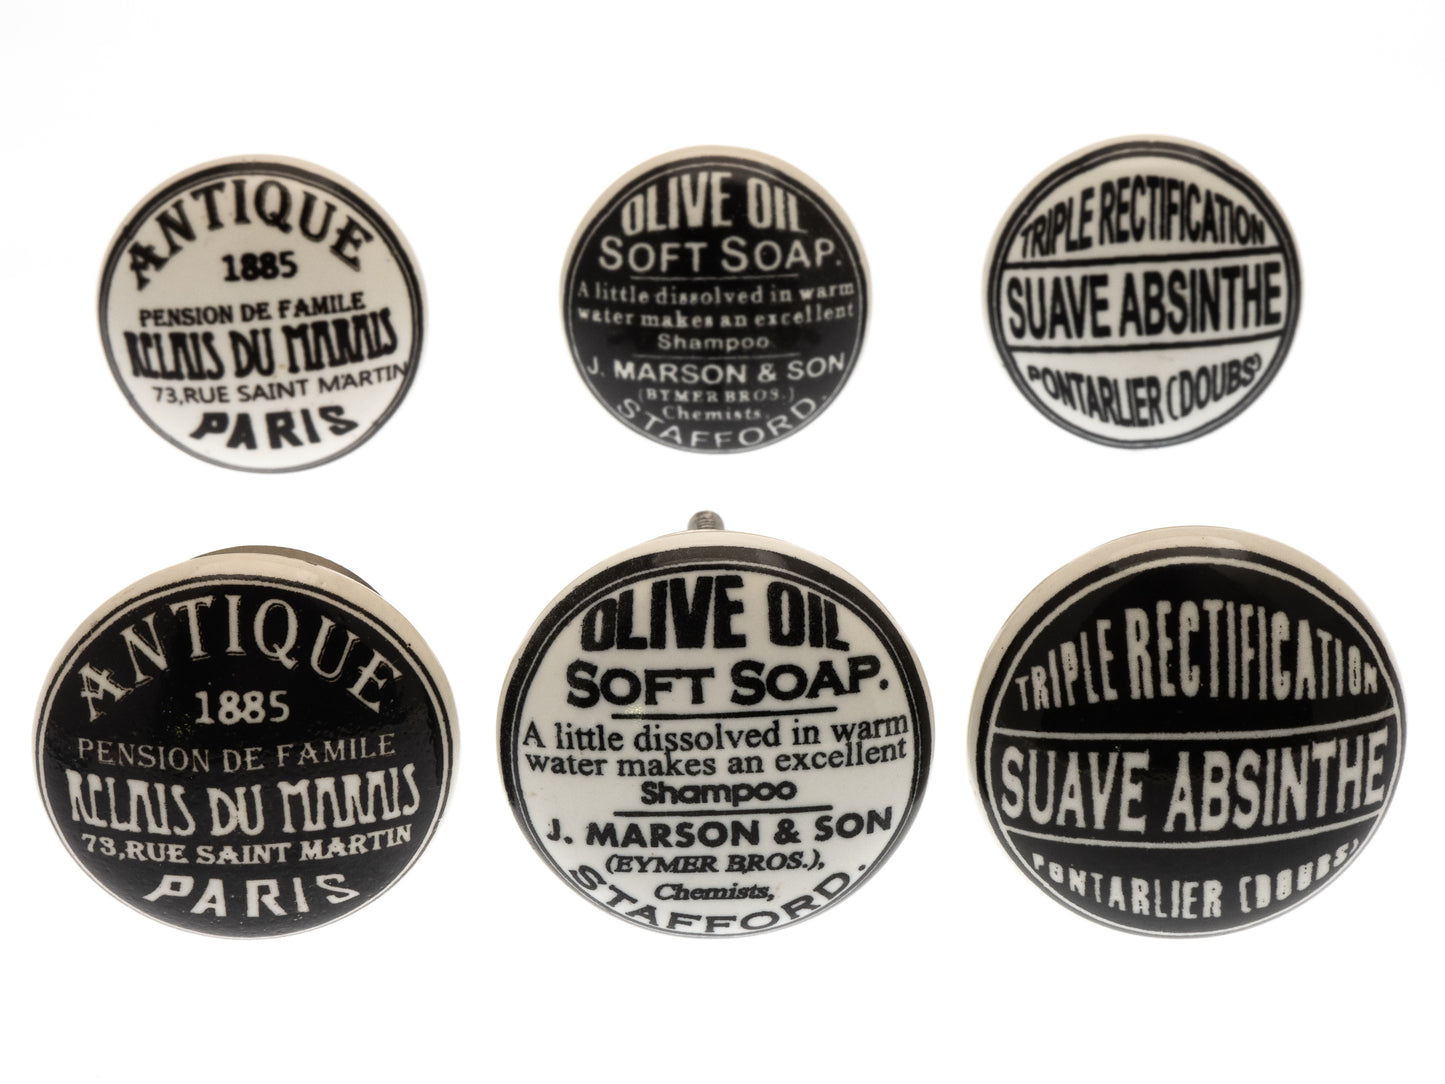 ANTIQUE
1885
PENSION DE FAMILE
RELAIS DU MARAIS
73,RUE SAINT MARTIN
PARIS
OLIVE OIL
SOFT SOAP.
A little dissolved in warm
water makes an excellent
Shampoo
J. MARSON & SON
(EYMER BROS.)
Chemists,
STAFFORD.
TRIPLE RECTIFICATION
SUAVE ABSINTHE
PONTARLIER (DOUBS)
ANTIQUE
1885
PENSION DE FAMILE
RELAIS DU MARAIS
73,RUE SAINT MARTIN
PARIS
OLIVE OIL
SOFT SOAP.
A little dissolved in warm
water makes an excellent
Shampoo
J. MARSON & SON
(EYMER BROS.),
Chemists,
STAFFORD.
TRIPLE RECTIFICATION
SUAVE ABSINTHE
PONTARLIER (DOUBS)